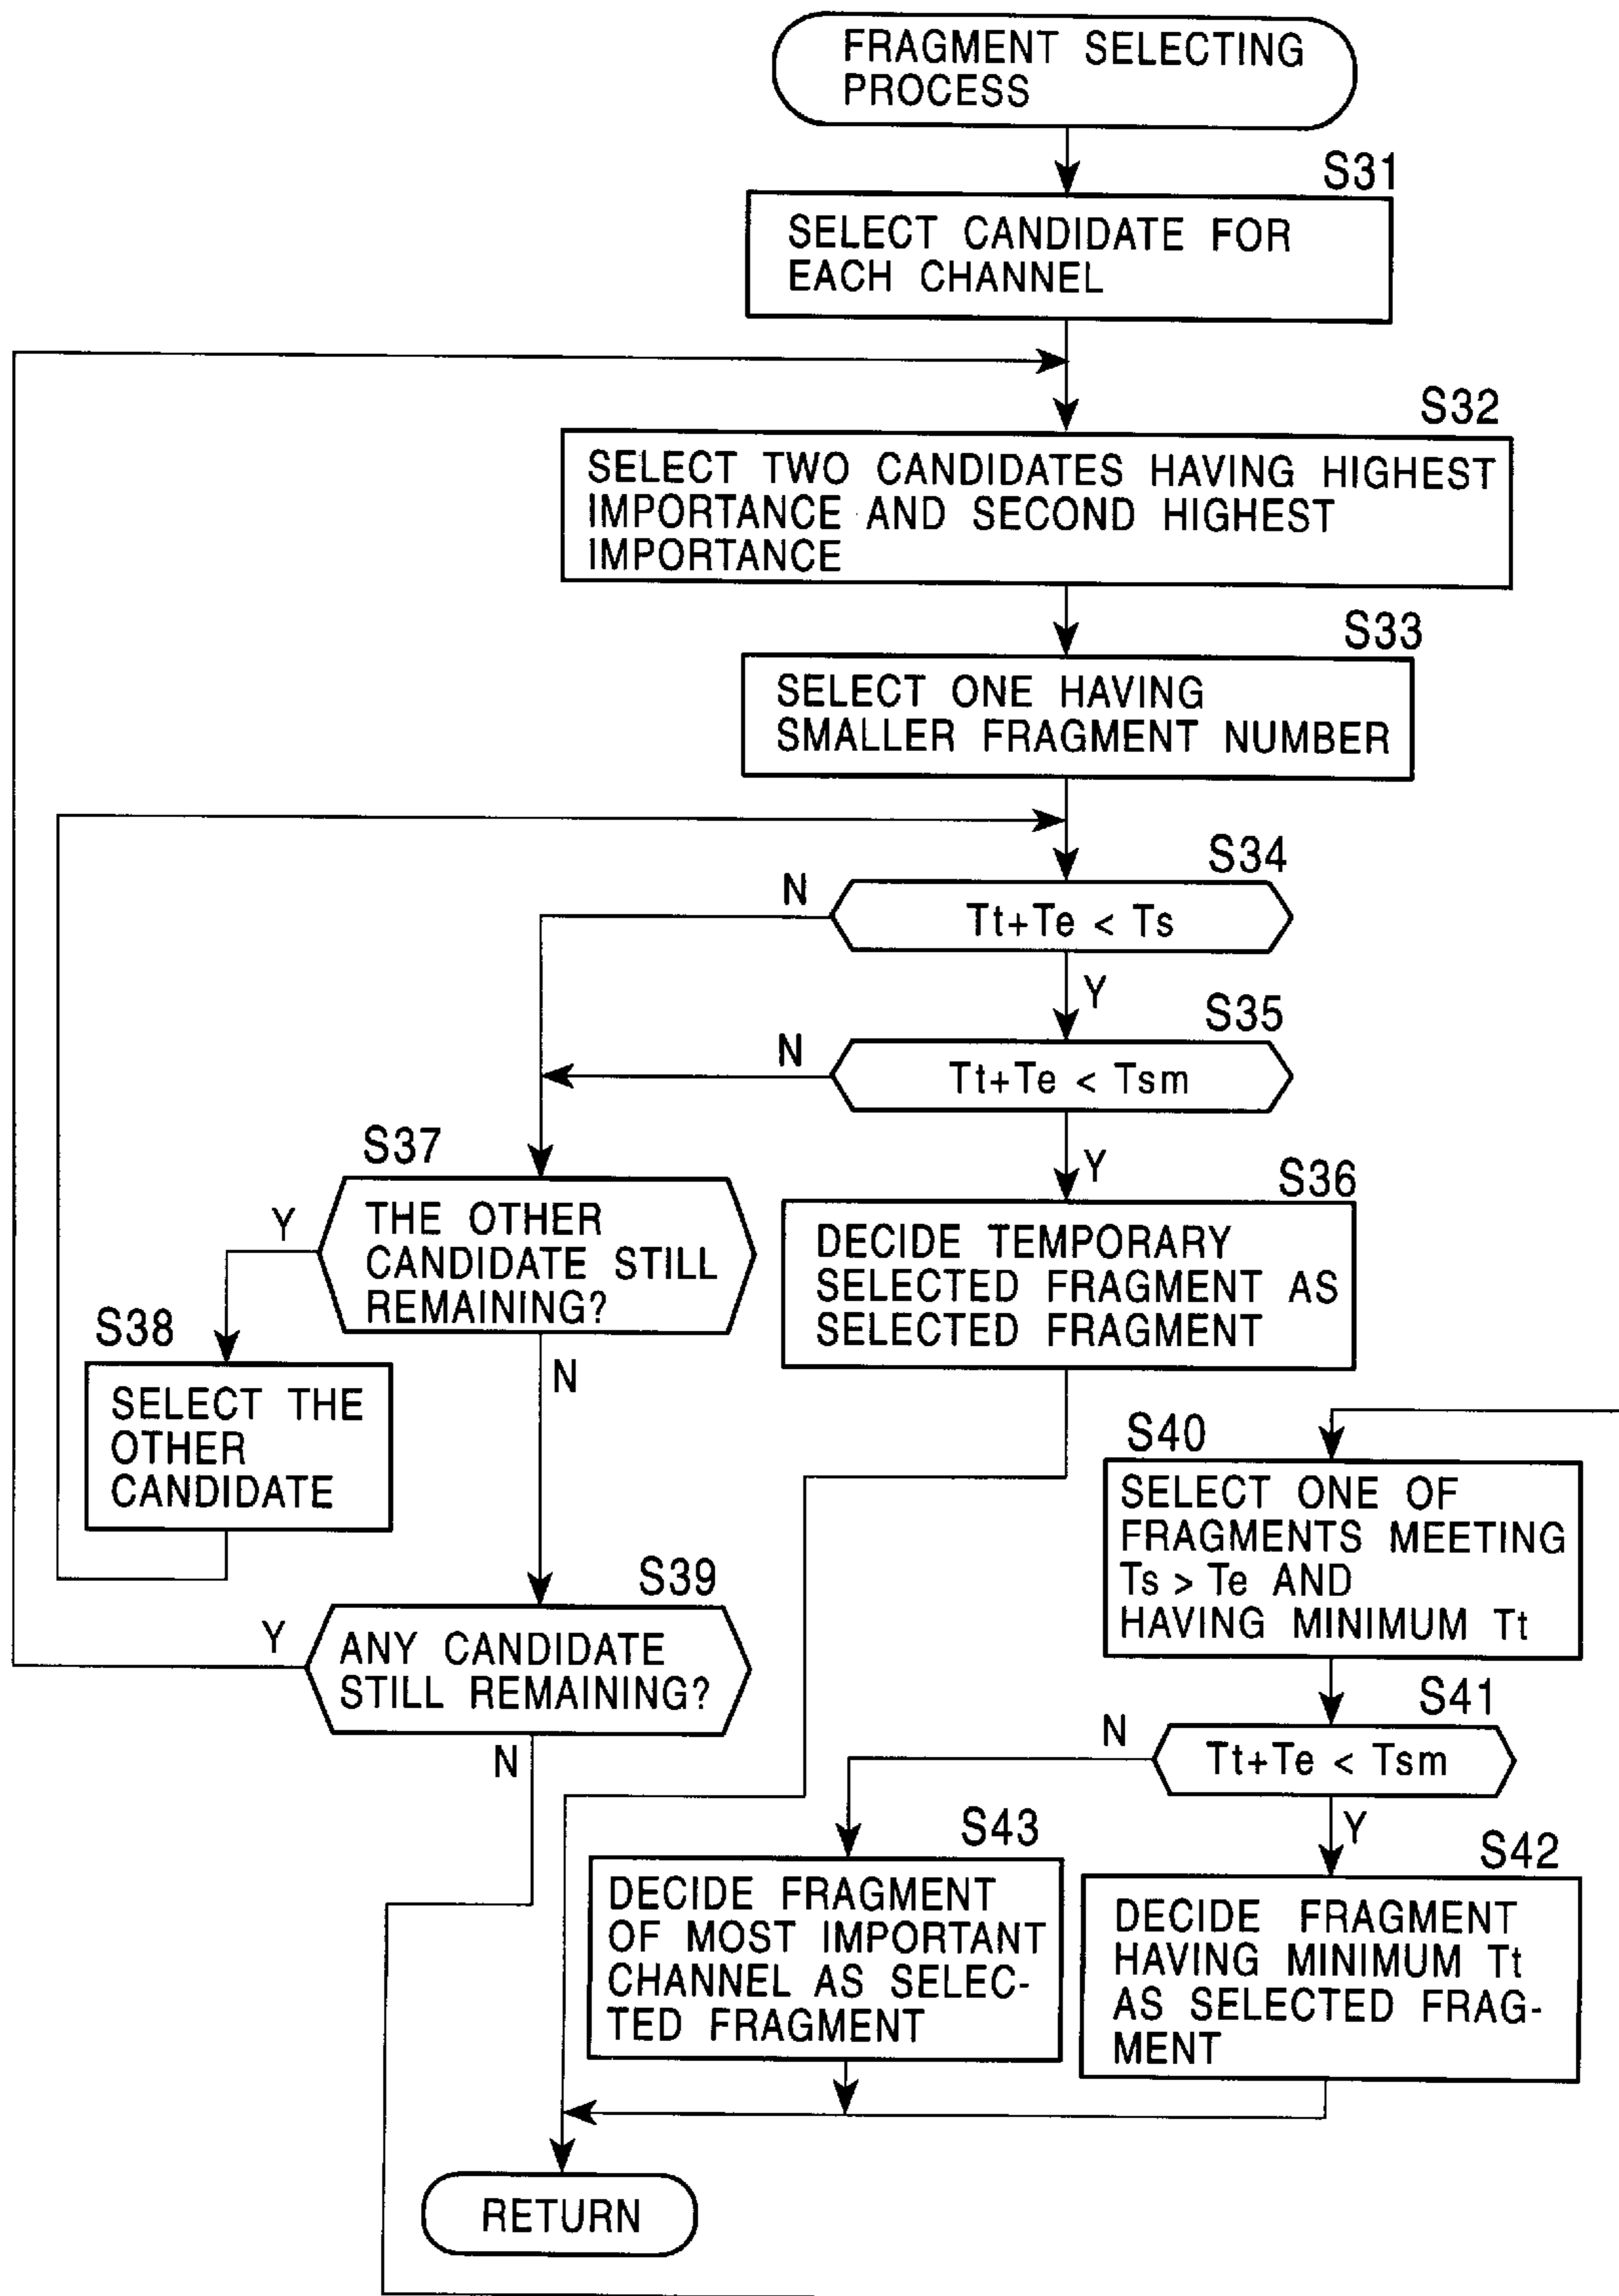 FRAGMENT SELECTING
PROCESS
S31
SELECT CANDIDATE FOR
EACH CHANNEL
S32
SELECT TWO CANDIDATES HAVING HIGHEST
IMPORTANCE AND SECOND HIGHEST
IMPORTANCE
S33
SELECT ONE HAVING
SMALLER FRAGMENT NUMBER
S34
N
Tt+Te < Ts
Y
S35
N
Tt+Te < Tsm
Y
S37
Y
THE OTHER
CANDIDATE STILL
REMAINING?
N
S36
DECIDE TEMPORARY
SELECTED FRAGMENT AS
SELECTED FRAGMENT
S38
SELECT THE
OTHER
CANDIDATE
S39
Y
ANY CANDIDATE
STILL REMAINING?
N
S40
SELECT ONE OF
FRAGMENTS MEETING
Ts > Te AND
HAVING MINIMUM Tt
S41
N
Tt+Te < Tsm
Y
S43
DECIDE FRAGMENT
OF MOST IMPORTANT
CHANNEL AS SELEC-
TED FRAGMENT
S42
DECIDE FRAGMENT
HAVING MINIMUM Tt
AS SELECTED FRAG-
MENT
RETURN